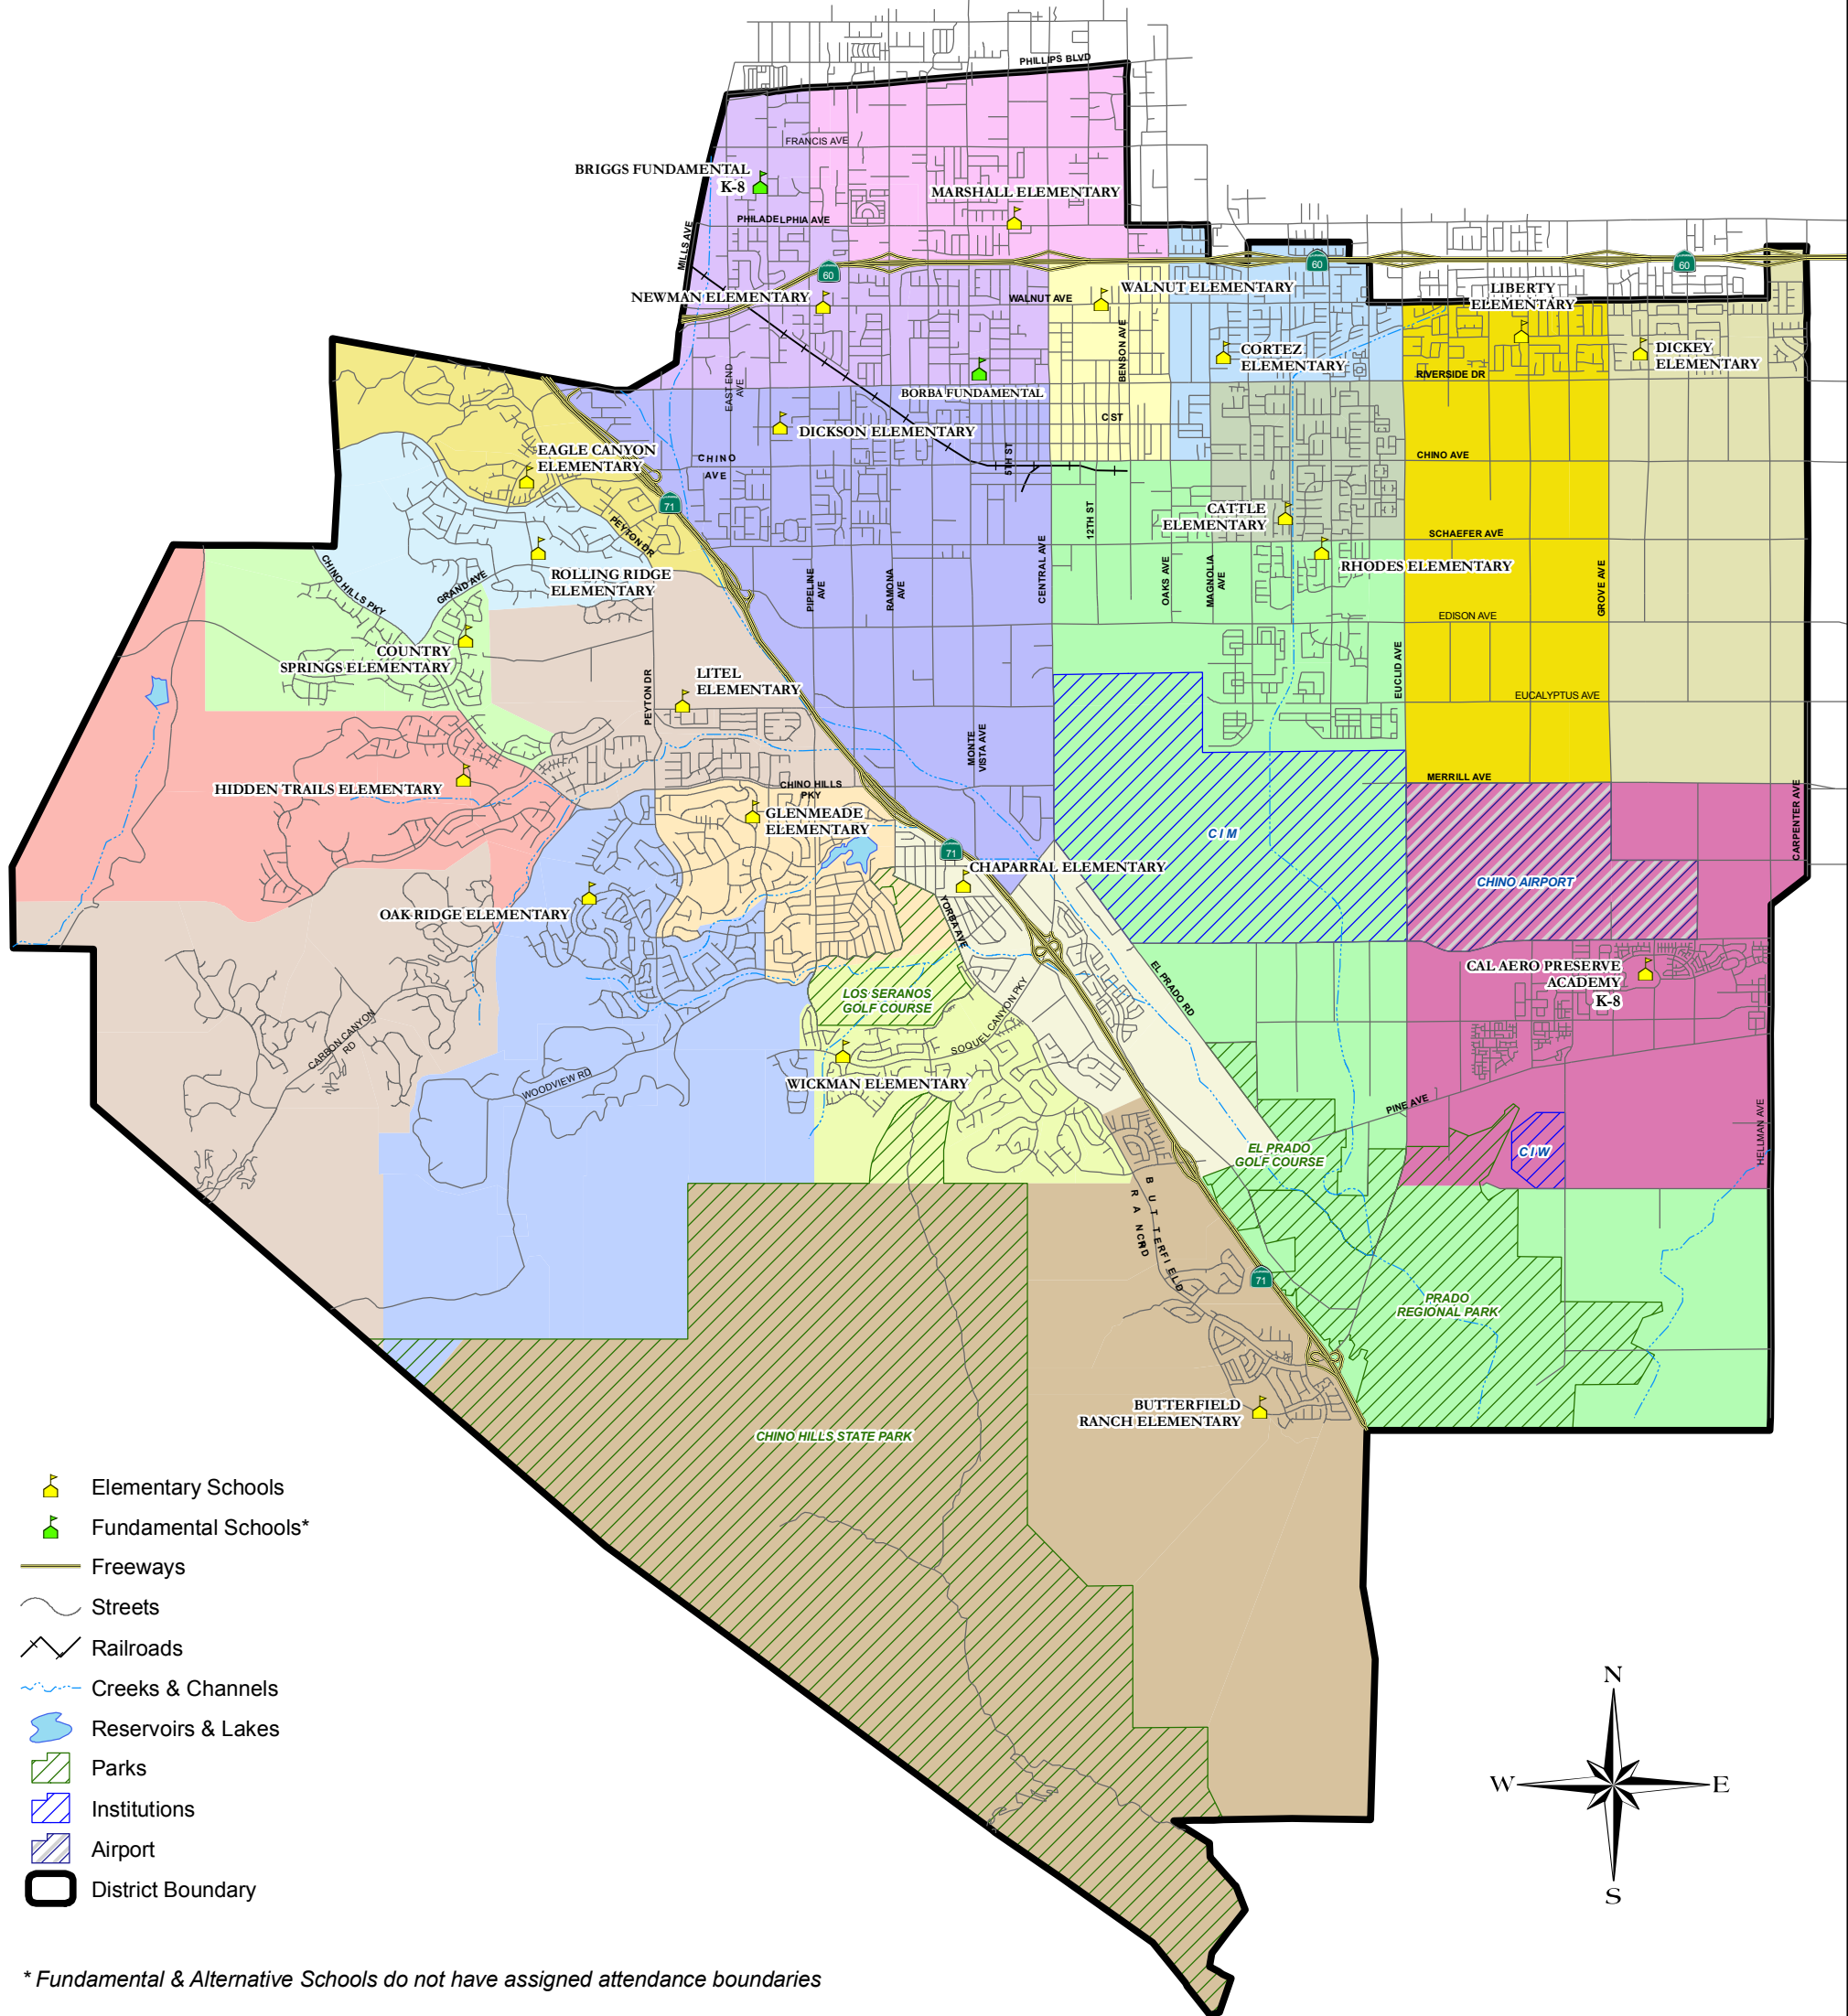 PHILLIPS BLVD
FRANCIS AVE
BRIGGS FUNDAMENTAL
K-8
MARSHALL ELEMENTARY
PHILADELPHIA AVE
MILLS AVE
60
60
60
NEWMAN ELEMENTARY
WALNUT AVE
WALNUT ELEMENTARY
LIBERTY
ELEMENTARY
BENSON AVE
CORTEZ
ELEMENTARY
DICKEY
ELEMENTARY
RIVERSIDE DR
EAST END
AVE
BORBA FUNDAMENTAL
C ST
DICKSON ELEMENTARY
EAGLE CANYON
ELEMENTARY
CHINO
AVE
5TH ST
CHINO AVE
71
PEYTON DR
12TH ST
CATTLE
ELEMENTARY
SCHAEFER AVE
CHINO HILLS PKY
GRAND AVE
ROLLING RIDGE
ELEMENTARY
PIPELINE
AVE
RAMONA
AVE
CENTRAL AVE
OAKS AVE
MAGNOLIA
AVE
RHODES ELEMENTARY
GROVE AVE
EDISON AVE
COUNTRY
SPRINGS ELEMENTARY
PEYTON DR
LITEL
ELEMENTARY
EUCLID AVE
EUCALYPTUS AVE
MONTE
VISTA AVE
HIDDEN TRAILS ELEMENTARY
CHINO HILLS
PKY
MERRILL AVE
CARPENTER AVE
GLENMEADE
ELEMENTARY
C I M
71
CHAPARRAL ELEMENTARY
CHINO AIRPORT
OAK RIDGE ELEMENTARY
YORBA AVE
EL PRADO RD
CAL AERO PRESERVE
ACADEMY
K-8
LOS SERANOS
GOLF COURSE
SOQUEL CANYON PKY
CARBON CANYON
RD
WOODVIEW RD
WICKMAN ELEMENTARY
PINE AVE
HELLMAN AVE
EL PRADO
GOLF COURSE
C I W
BUTTERFIELD
RANCH RD
71
PRADO
REGIONAL PARK
BUTTERFIELD
RANCH ELEMENTARY
CHINO HILLS STATE PARK
Elementary Schools
Fundamental Schools*
Freeways
Streets
Railroads
Creeks & Channels
Reservoirs & Lakes
Parks
Institutions
Airport
District Boundary
N
W
E
S
* Fundamental & Alternative Schools do not have assigned attendance boundaries